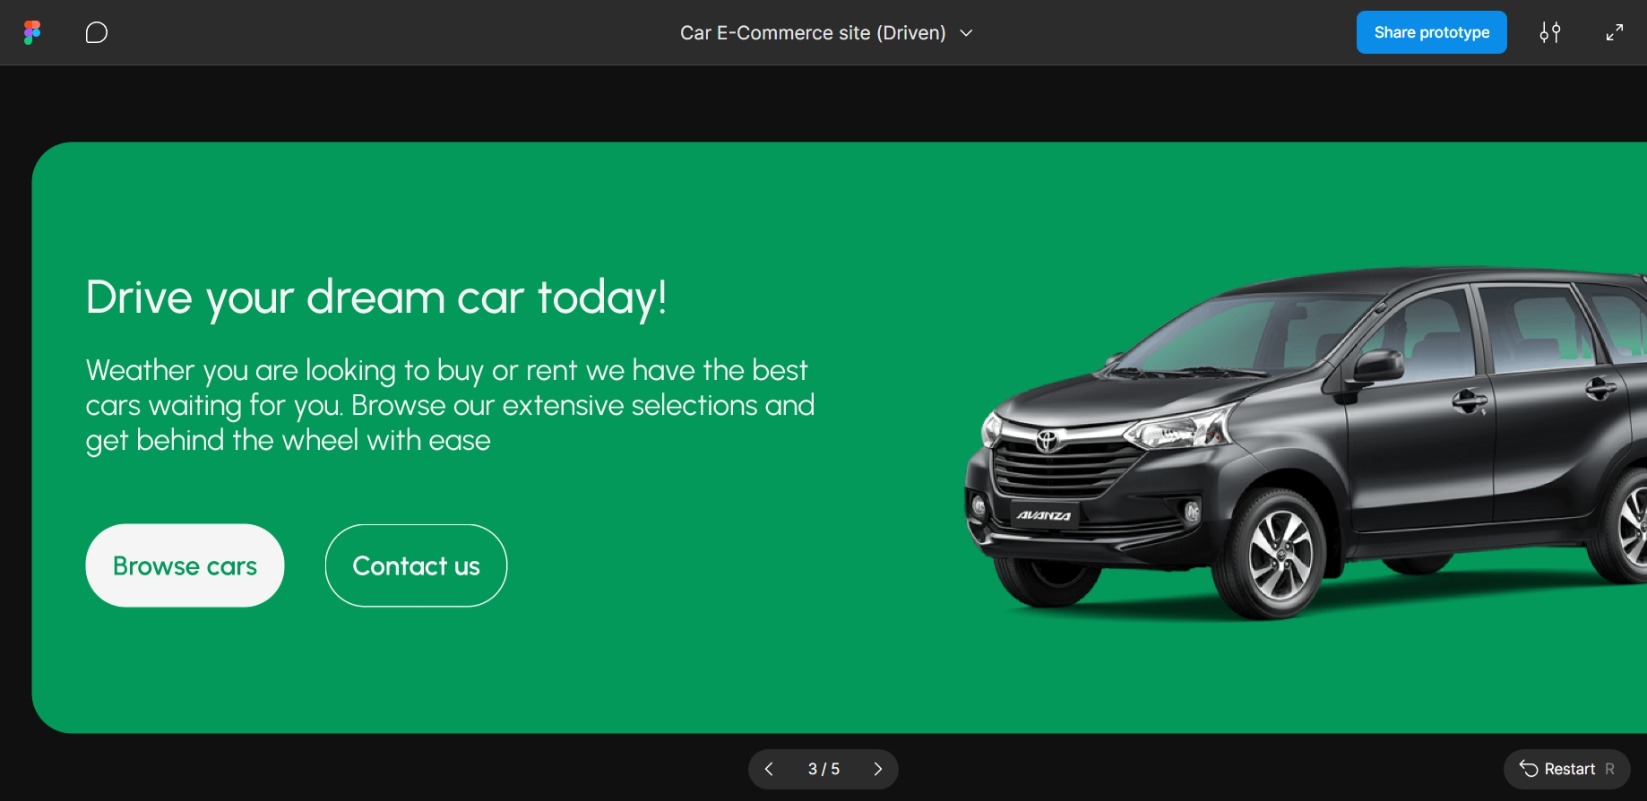 Car E-Commerce site (Driven)
Share prototype
Drive your dream car today!
Weather you are looking to buy or rent we have the best
cars waiting for you. Browse our extensive selections and
get behind the wheel with ease
Browse cars
Contact us
AVANZA
3 / 5
Restart R